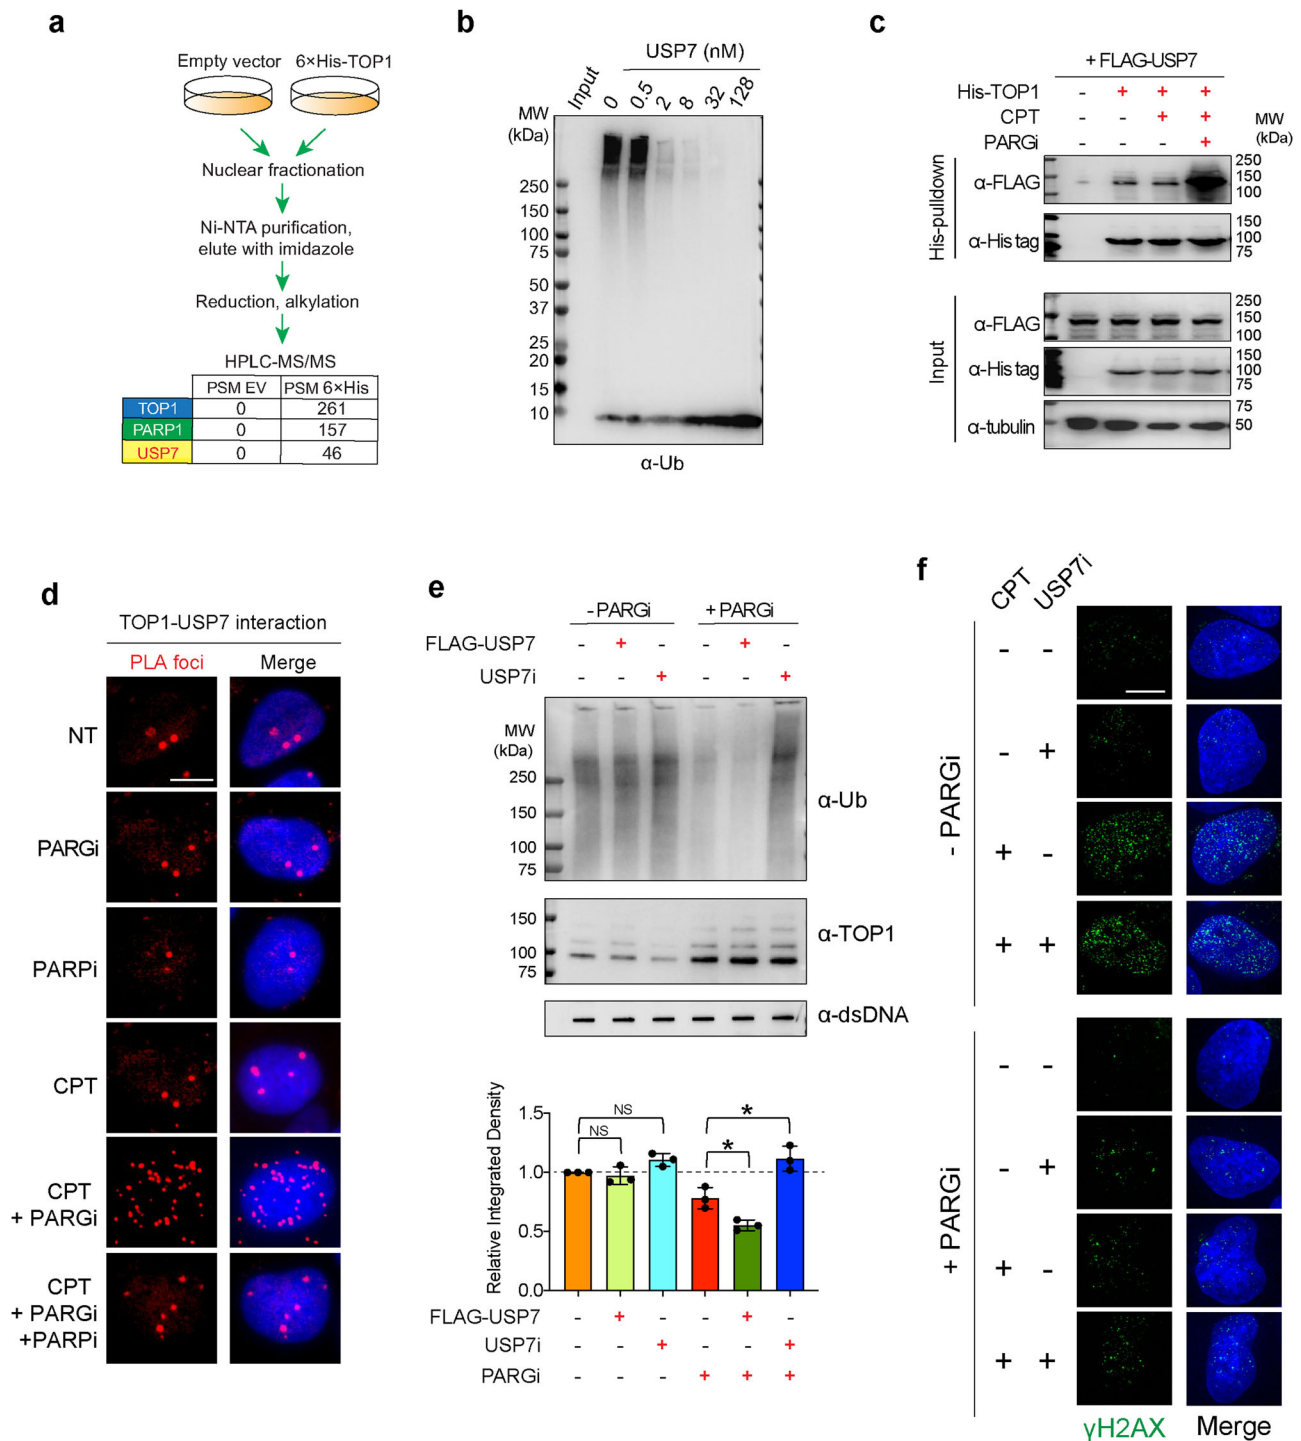 a
Empty vector 6×His-TOP1
Nuclear fractionation
Ni-NTA purification,
elute with imidazole
Reduction, alkylation
HPLC-MS/MS
PSM EV PSM 6×His
TOP1 0 261
PARP1 0 157
USP7 0 46
b
USP7 (nM)
Input 0 0.5 2 8 32 128
MW
(kDa)
250
150
100
75
50
37
25
20
15
10
α-Ub
c
+ FLAG-USP7
His-TOP1 - + + +
CPT - - + +
PARGi - - - +
MW
(kDa)
His-pulldown
α-FLAG
250
150
100
α-His tag
150
100
75
Input
α-FLAG
250
150
100
α-His tag
150
100
75
α-tubulin
75
50
d
TOP1-USP7 interaction
PLA foci Merge
NT
PARGi
PARPi
CPT
CPT
+ PARGi
CPT
+ PARGi
+PARPi
e
- PARGi + PARGi
FLAG-USP7 - + - - + -
USP7i - - + - - +
MW
(kDa)
250
150
100
75
α-Ub
150
100
75
α-TOP1
α-dsDNA
Relative Integrated Density
1.5
1.0
0.5
0.0
NS
NS
*
*
FLAG-USP7 - + - - + -
USP7i - - + - - +
PARGi - - - + + +
f
CPT USP7i
- PARGi
- -
- +
+ -
+ +
+ PARGi
- -
- +
+ -
+ +
γH2AX Merge